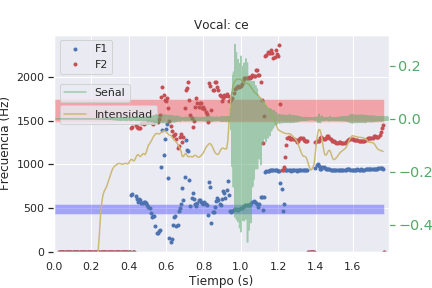 Vocal: ce
F1
F2
Señal
Intensidad
Frecuencia (Hz)
2000
1500
1000
500
0
0.2
0.0
−0.2
−0.4
0.0 0.2 0.4 0.6 0.8 1.0 1.2 1.4 1.6
Tiempo (s)